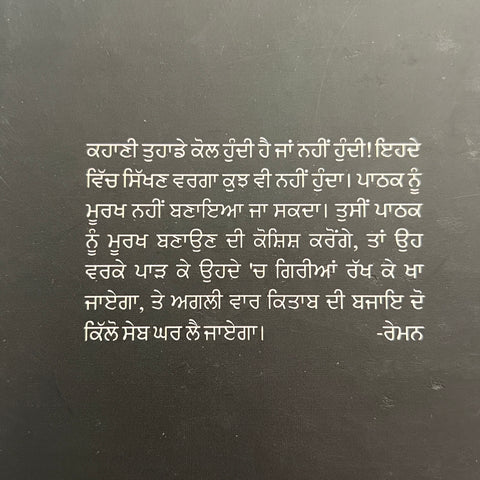 ਕਹਾਣੀ ਤੁਹਾਡੇ ਕੋਲ ਹੁੰਦੀ ਹੈ ਜਾਂ ਨਹੀਂ ਹੁੰਦੀ! ਇਹਦੇ
ਵਿੱਚ ਸਿੱਖਣ ਵਰਗਾ ਕੁਝ ਵੀ ਨਹੀਂ ਹੁੰਦਾ। ਪਾਠਕ ਨੂੰ
ਮੂਰਖ ਨਹੀਂ ਬਣਾਇਆ ਜਾ ਸਕਦਾ। ਤੁਸੀਂ ਪਾਠਕ
ਨੂੰ ਮੂਰਖ ਬਣਾਉਣ ਦੀ ਕੋਸ਼ਿਸ਼ ਕਰੋਂਗੇ, ਤਾਂ ਉਹ
ਵਰਕੇ ਪਾੜ ਕੇ ਉਹਦੇ 'ਚ ਗਿਰੀਆਂ ਰੱਖ ਕੇ ਖਾ
ਜਾਏਗਾ, ਤੇ ਅਗਲੀ ਵਾਰ ਕਿਤਾਬ ਦੀ ਬਜਾਇ ਦੋ
ਕਿੱਲੋ ਸੇਬ ਘਰ ਲੈ ਜਾਏਗਾ। -ਰੇਮਨ